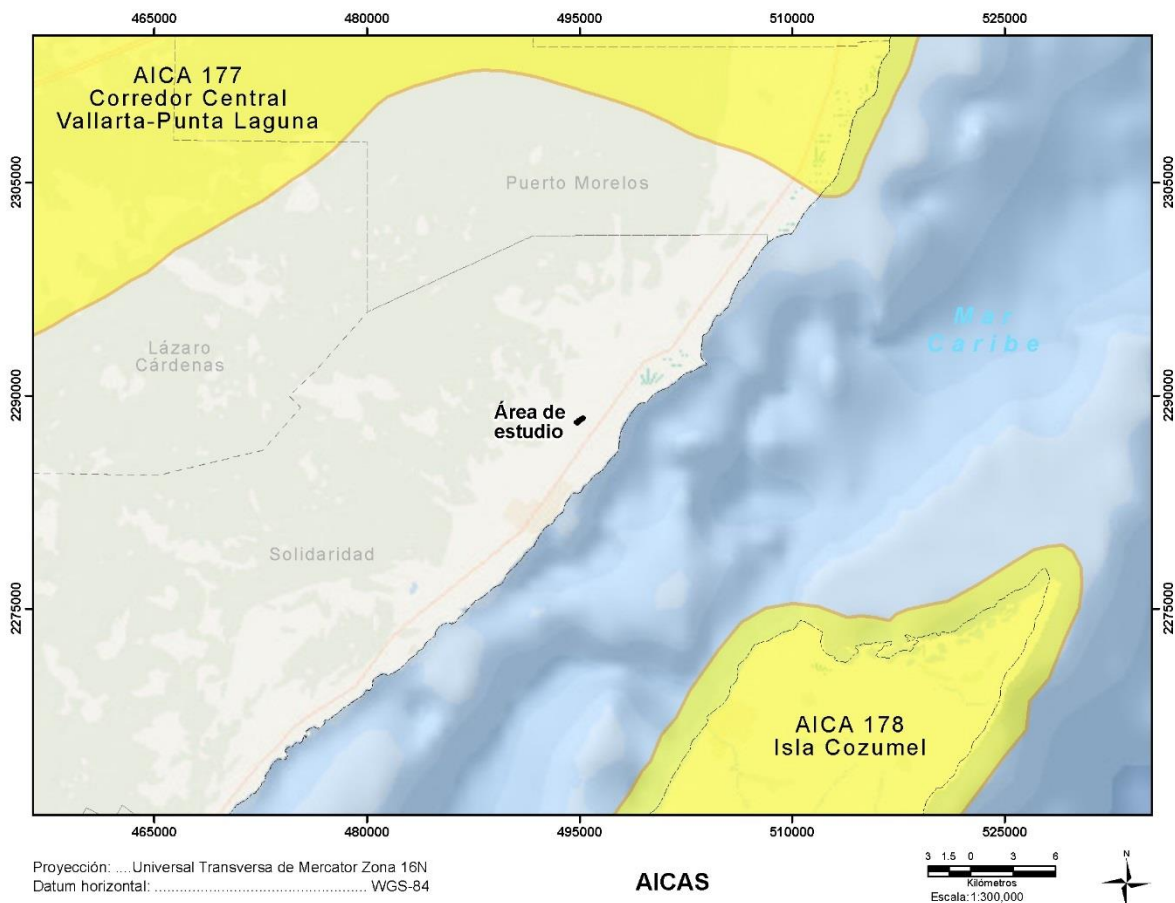 465000 480000 495000 510000 525000
AICA 177
Corredor Central
Vallarta-Punta Laguna
2305000
Puerto Morelos
2305000
Mar
Caribe
Lázaro
Cárdenas
2290000
2290000
Área de
estudio
Solidaridad
2275000
2275000
AICA 178
Isla Cozumel
465000 480000 495000 510000 525000
Proyección: ....Universal Transversa de Mercator Zona 16N
Datum horizontal: ................................................ WGS-84
AICAS
3 1.5 0 3 6
Kilómetros
Escala:1:300,000
N